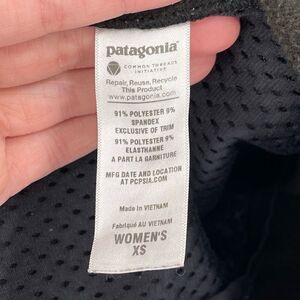 patagonia
COMMON THREADS
INITIATIVE
Repair, Reuse, Recycle
This Product
www.patagonia.com
91% POLYESTER 9%
SPANDEX
EXCLUSIVE OF TRIM
91% POLYESTER 9%
ELASTHANNE
A PART LA GARNITURE
MFG DATE AND LOCATION
AT PCPSIA.COM
Made in VIETNAM
Fabriqué AU VIETNAM
WOMEN'S
XS